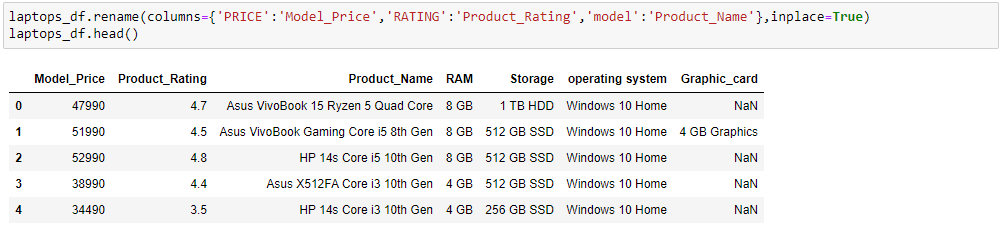 laptops_df.rename(columns={'PRICE':'Model_Price','RATING':'Product_Rating','model':'Product_Name'},inplace=True)
laptops_df.head()
Model_Price Product_Rating Product_Name RAM Storage operating system Graphic_card
0 47990 4.7 Asus VivoBook 15 Ryzen 5 Quad Core 8 GB 1 TB HDD Windows 10 Home NaN
1 51990 4.5 Asus VivoBook Gaming Core i5 8th Gen 8 GB 512 GB SSD Windows 10 Home 4 GB Graphics
2 52990 4.8 HP 14s Core i5 10th Gen 8 GB 512 GB SSD Windows 10 Home NaN
3 38990 4.4 Asus X512FA Core i3 10th Gen 4 GB 512 GB SSD Windows 10 Home NaN
4 34490 3.5 HP 14s Core i3 10th Gen 4 GB 256 GB SSD Windows 10 Home NaN